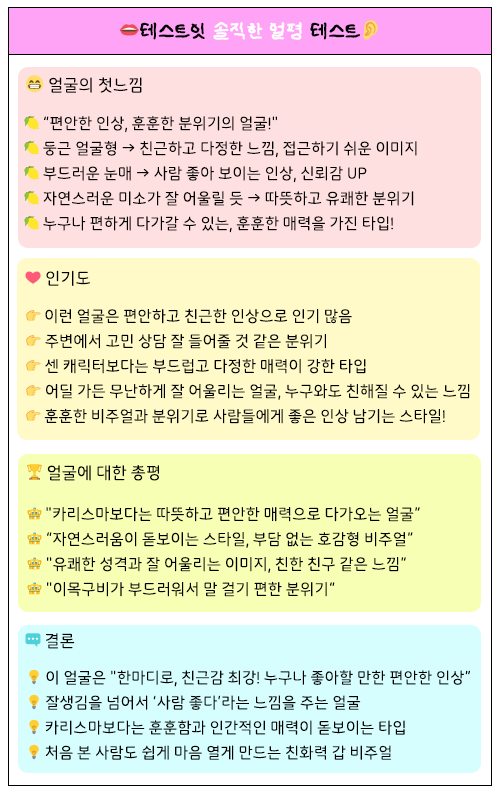 테스트잇 솔직한 얼평 테스트
얼굴의 첫느낌
"편안한 인상, 훈훈한 분위기의 얼굴!"
둥근 얼굴형 → 친근하고 다정한 느낌, 접근하기 쉬운 이미지
부드러운 눈매 → 사람 좋아 보이는 인상, 신뢰감 UP
자연스러운 미소가 잘 어울릴 듯 → 따뜻하고 유쾌한 분위기
누구나 편하게 다가갈 수 있는, 훈훈한 매력을 가진 타입!
인기도
이런 얼굴은 편안하고 친근한 인상으로 인기 많음
주변에서 고민 상담 잘 들어줄 것 같은 분위기
센 캐릭터보다는 부드럽고 다정한 매력이 강한 타입
어딜 가든 무난하게 잘 어울리는 얼굴, 누구와도 친해질 수 있는 느낌
훈훈한 비주얼과 분위기로 사람들에게 좋은 인상 남기는 스타일!
얼굴에 대한 총평
"카리스마보다는 따뜻하고 편안한 매력으로 다가오는 얼굴"
"자연스러움이 돋보이는 스타일, 부담 없는 호감형 비주얼"
"유쾌한 성격과 잘 어울리는 이미지, 친한 친구 같은 느낌"
"이목구비가 부드러워서 말 걸기 편한 분위기"
결론
이 얼굴은 "한마디로, 친근감 최강! 누구나 좋아할 만한 편안한 인상"
잘생김을 넘어서 '사람 좋다'라는 느낌을 주는 얼굴
카리스마보다는 훈훈함과 인간적인 매력이 돋보이는 타입
처음 본 사람도 쉽게 마음 열게 만드는 친화력 갑 비주얼